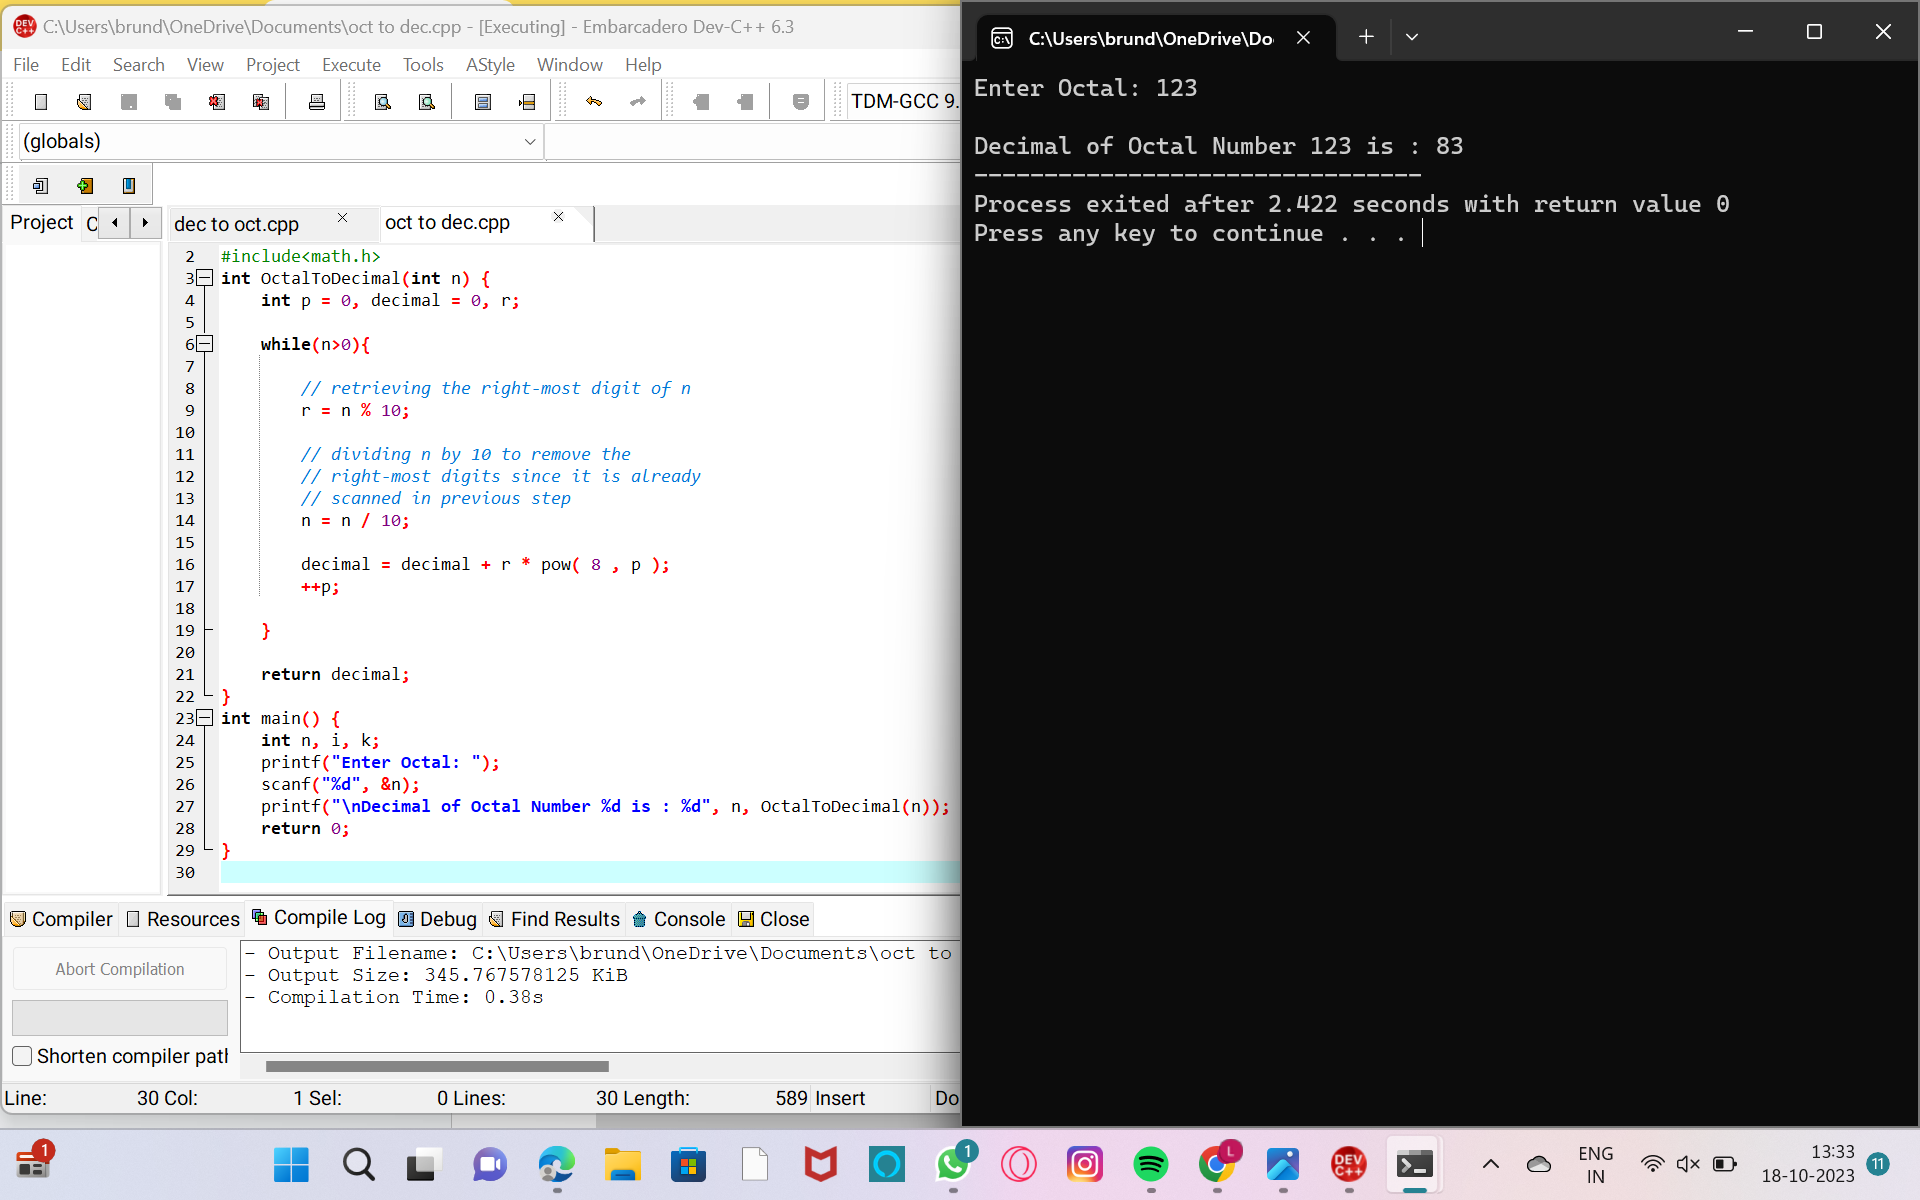 C:\Users\brund\OneDrive\Documents\oct to dec.cpp - [Executing] - Embarcadero Dev-C++ 6.3
File Edit Search View Project Execute Tools AStyle Window Help
TDM-GCC 9.
(globals)
Project C dec to oct.cpp oct to dec.cpp
2 #include<math.h>
3 int OctalToDecimal(int n) {
4 int p = 0, decimal = 0, r;
5
6 while(n>0){
7
8 // retrieving the right-most digit of n
9 r = n % 10;
10
11 // dividing n by 10 to remove the
12 // right-most digits since it is already
13 // scanned in previous step
14 n = n / 10;
15
16 decimal = decimal + r * pow( 8 , p );
17 ++p;
18
19 }
20
21 return decimal;
22 }
23 int main() {
24 int n, i, k;
25 printf("Enter Octal: ");
26 scanf("%d", &n);
27 printf("\nDecimal of Octal Number %d is : %d", n, OctalToDecimal(n));
28 return 0;
29 }
30
Compiler Resources Compile Log Debug Find Results Console Close
Abort Compilation
Shorten compiler path
- Output Filename: C:\Users\brund\OneDrive\Documents\oct to
- Output Size: 345.767578125 KiB
- Compilation Time: 0.38s
Line: 30 Col: 1 Sel: 0 Lines: 30 Length: 589 Insert Do
C:\Users\brund\OneDrive\Do
Enter Octal: 123
Decimal of Octal Number 123 is : 83
--------------------------------
Process exited after 2.422 seconds with return value 0
Press any key to continue . . .
1
1
L
DEV C++
ENG
IN
13:33
18-10-2023
11